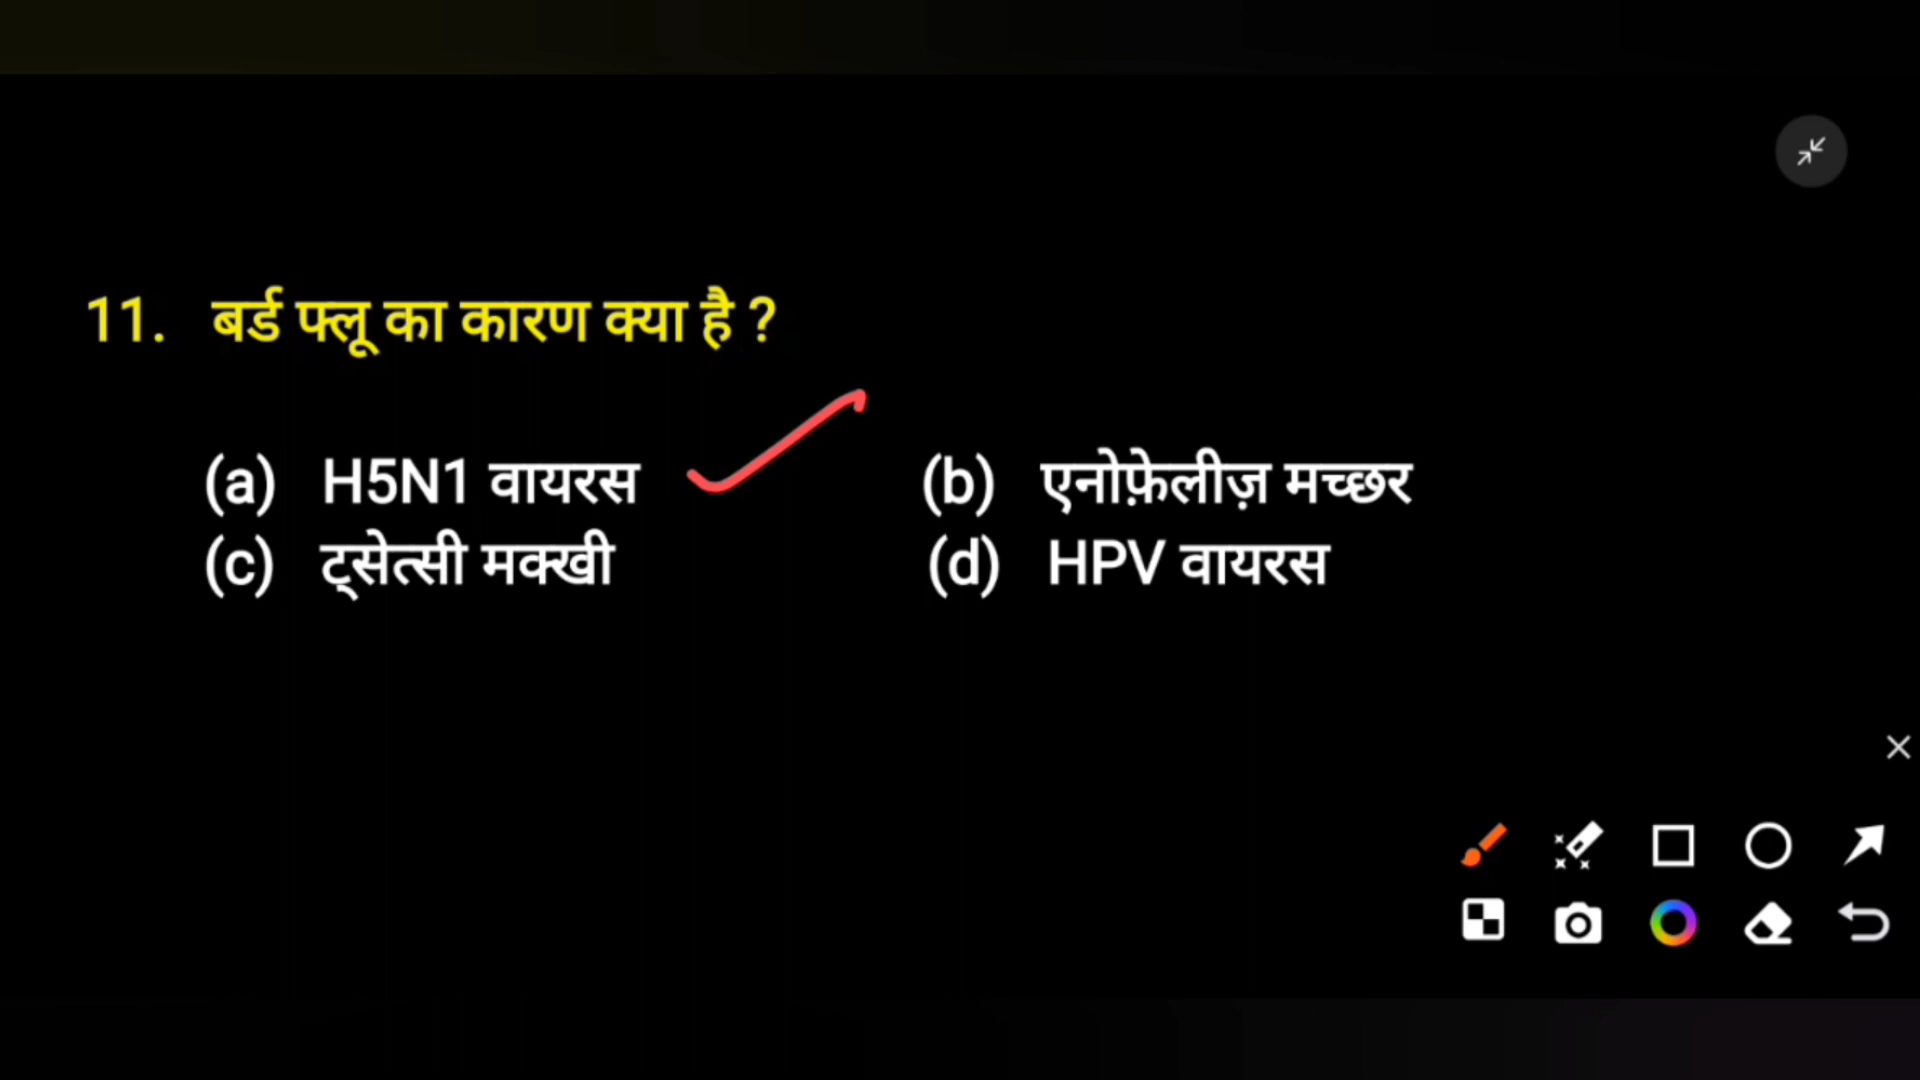 11. बर्ड फ्लू का कारण क्या है ?
(a) H5N1 वायरस (b) एनोफ़ेलीज़ मच्छर
(c) ट्सेत्सी मक्खी (d) HPV वायरस